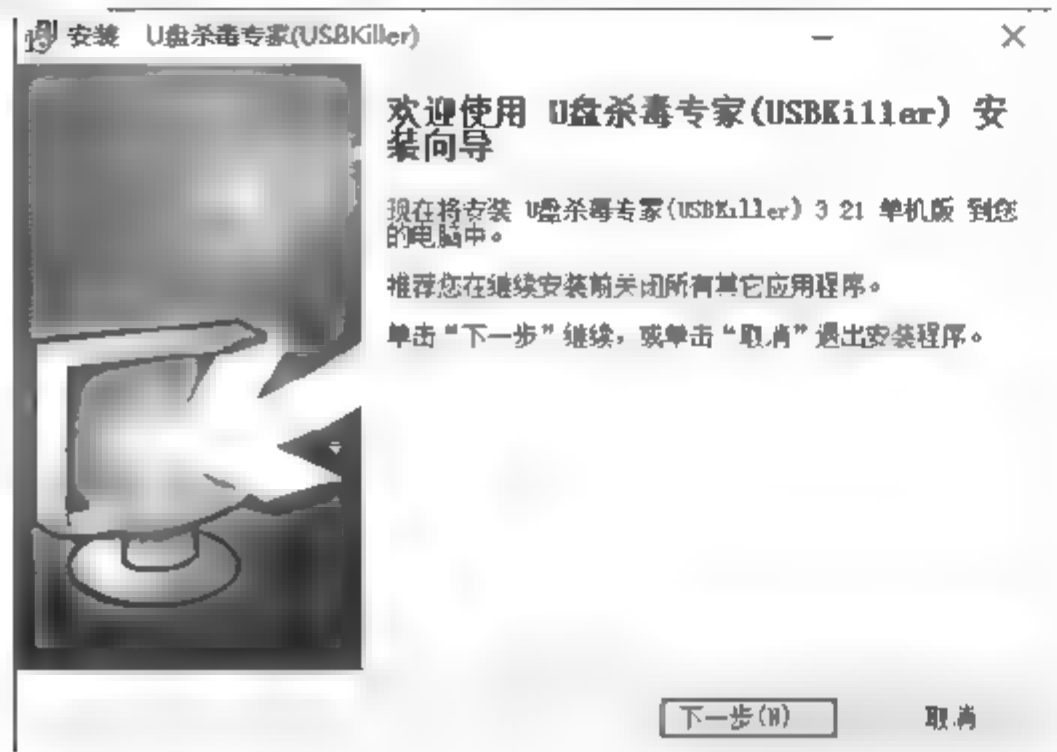 安装 U盘杀毒专家(USBKiller)
欢迎使用 U盘杀毒专家(USBKiller) 安
装向导
现在将安装 U盘杀毒专家(USBKiller) 3 21 单机版 到您
的电脑中。
推荐您在继续安装前关闭所有其它应用程序。
单击“下一步”继续，或单击“取消”退出安装程序。
下一步(N)
取消